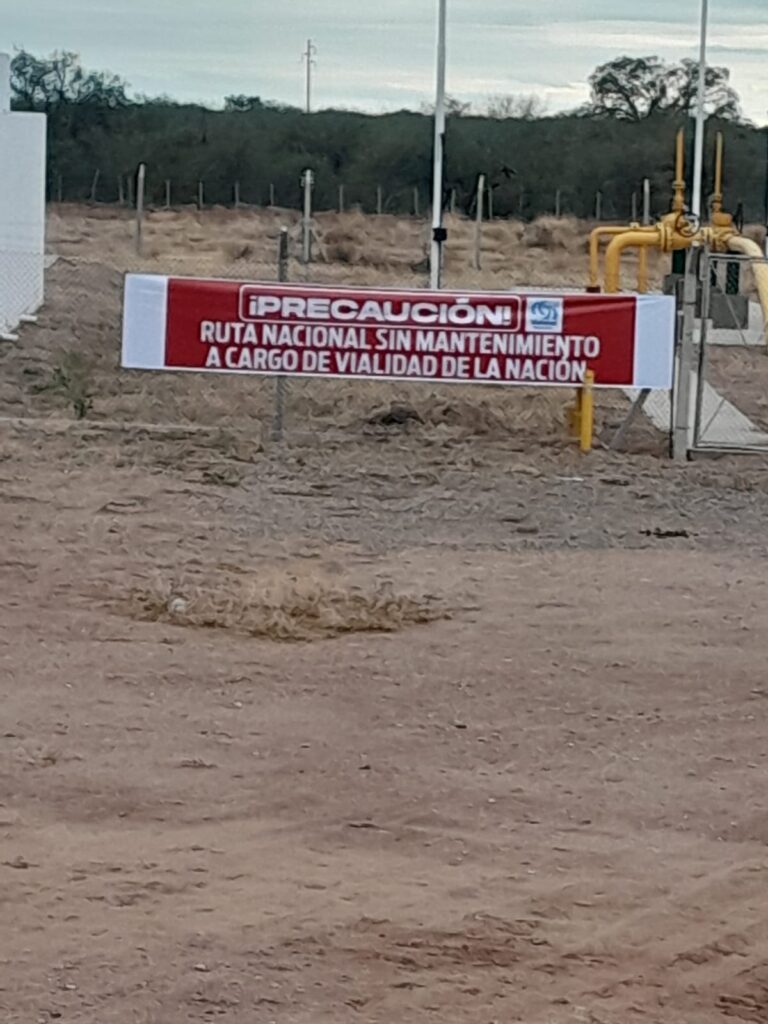 ¡PRECAUCIÓN!
RUTA NACIONAL SIN MANTENIMIENTO
A CARGO DE VIALIDAD DE LA NACIÓN